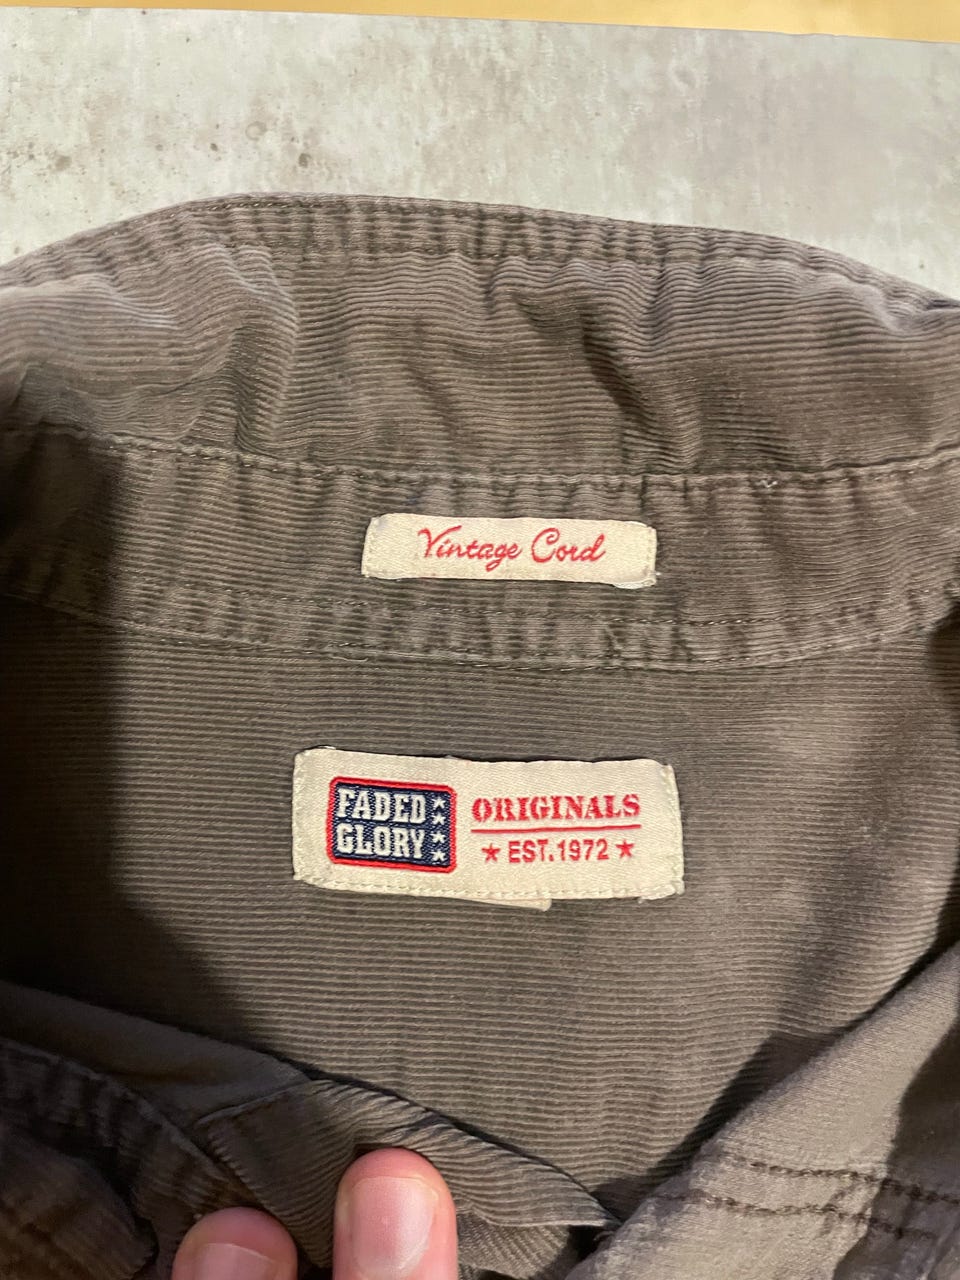 Vintage Cord
FADED
GLORY
ORIGINALS
★ EST.1972 ★